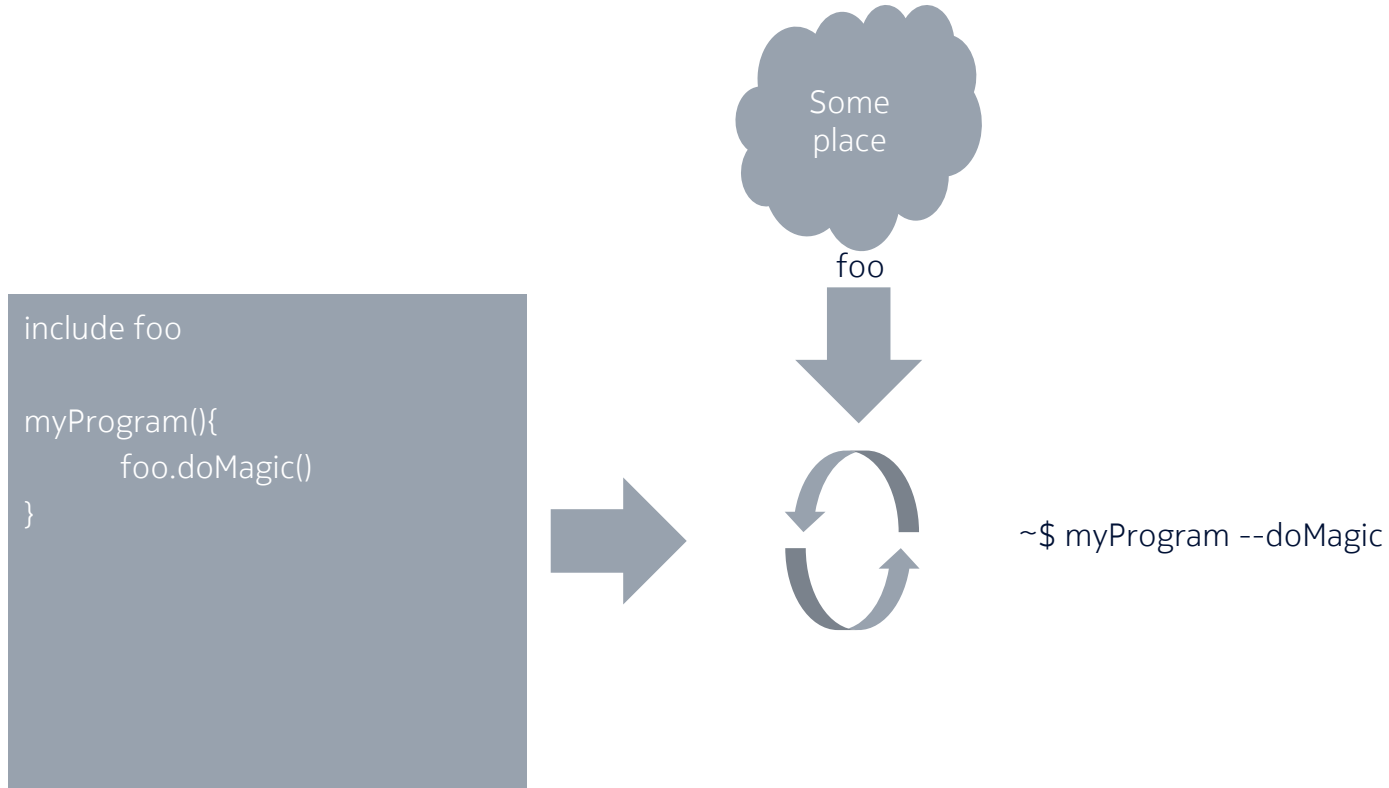 Some
place
foo
include foo
myProgram(){
foo.doMagic()
}
~$ myProgram --doMagic